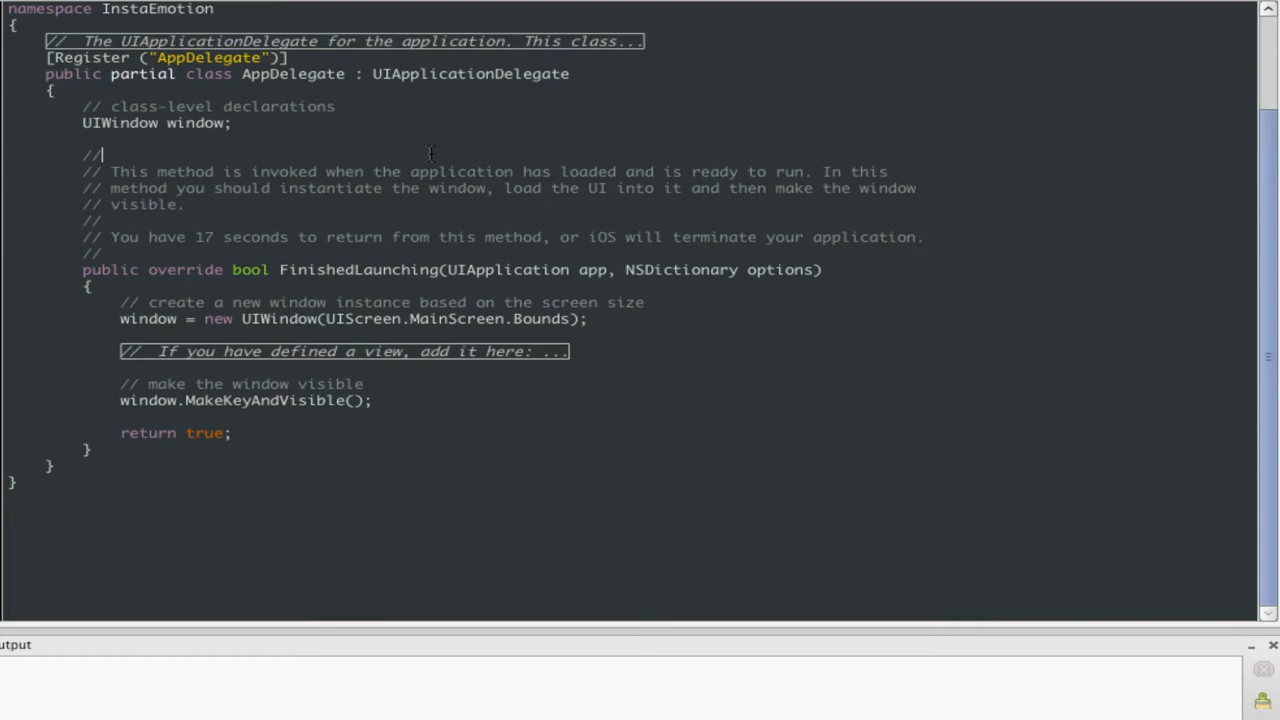 namespace InstaEmotion
{
// The UIApplicationDelegate for the application. This class...
[Register ("AppDelegate")]
public partial class AppDelegate : UIApplicationDelegate
{
// class-level declarations
UIWindow window;
//
// This method is invoked when the application has loaded and is ready to run. In this
// method you should instantiate the window, load the UI into it and then make the window
// visible.
//
// You have 17 seconds to return from this method, or iOS will terminate your application.
//
public override bool FinishedLaunching(UIApplication app, NSDictionary options)
{
// create a new window instance based on the screen size
window = new UIWindow(UIScreen.MainScreen.Bounds);
// If you have defined a view, add it here: ...
// make the window visible
window.MakeKeyAndVisible();
return true;
}
}
}
utput